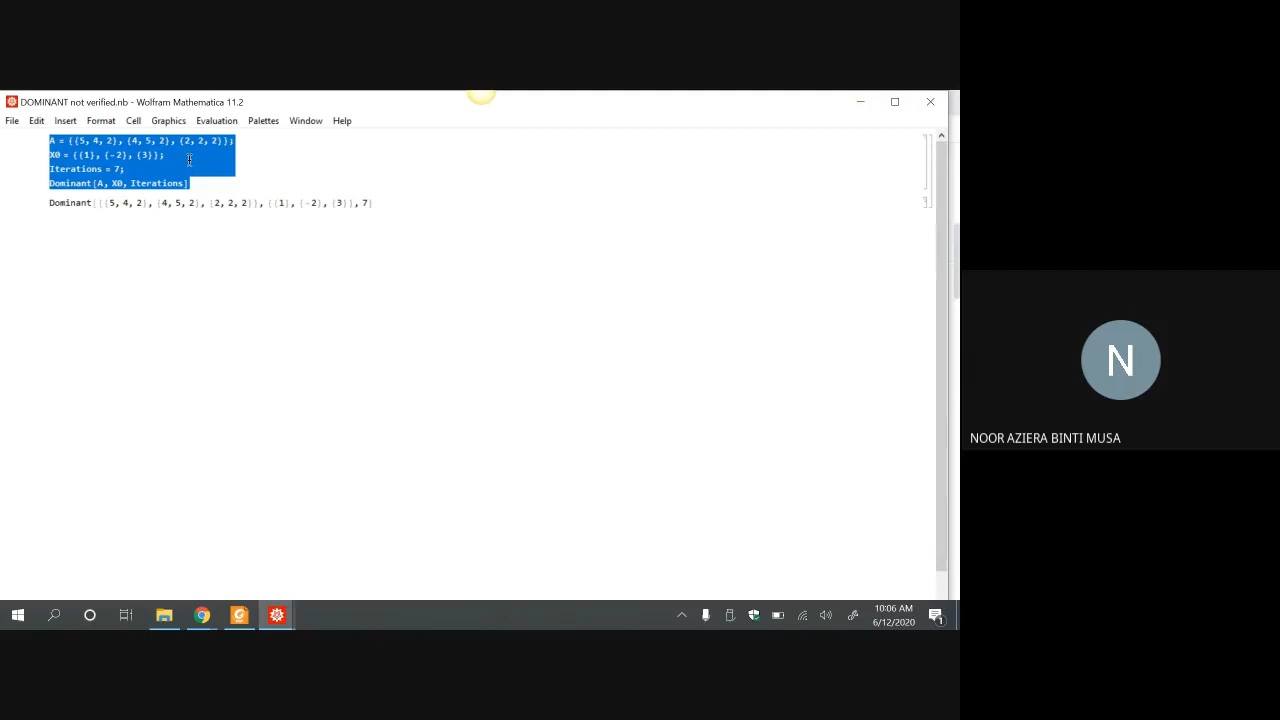 DOMINANT not verified.nb - Wolfram Mathematica 11.2
File Edit Insert Format Cell Graphics Evaluation Palettes Window Help
A = {{5, 4, 2}, {4, 5, 2}, {2, 2, 2}};
X0 = {{1}, {-2}, {3}};
Iterations = 7;
Dominant[A, X0, Iterations]
Dominant[{{5, 4, 2}, {4, 5, 2}, {2, 2, 2}}, {{1}, {-2}, {3}}, 7]
N
NOOR AZIERA BINTI MUSA
10:06 AM
6/12/2020
1